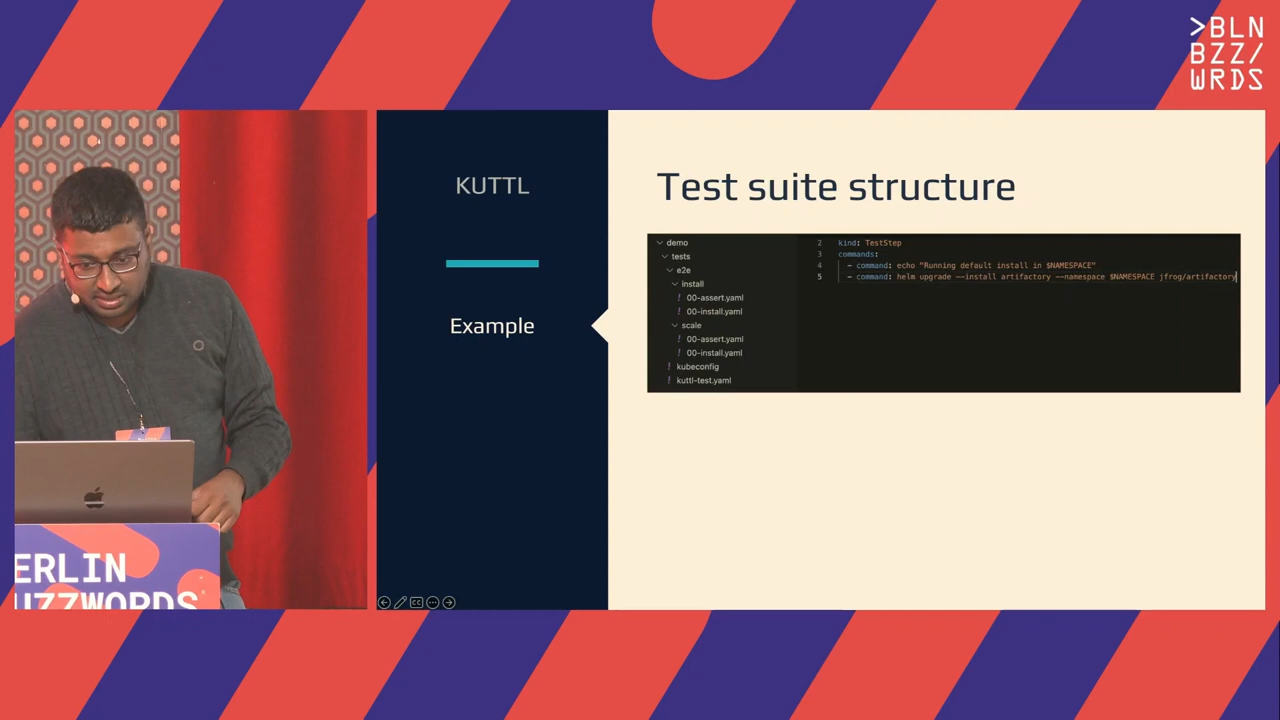 >BLN
BZZ/
WRDS
KUTTL
Example
Test suite structure
demo
tests
e2e
install
! 00-assert.yaml
! 00-install.yaml
scale
! 00-assert.yaml
! 00-install.yaml
! kubeconfig
! kuttl-test.yaml
2 kind: TestStep
3 commands:
4 - command: echo "Running default install in $NAMESPACE"
5 - command: helm upgrade --install artifactory --namespace $NAMESPACE jfrog/artifactory
ERLIN
UZZWORDS
CC